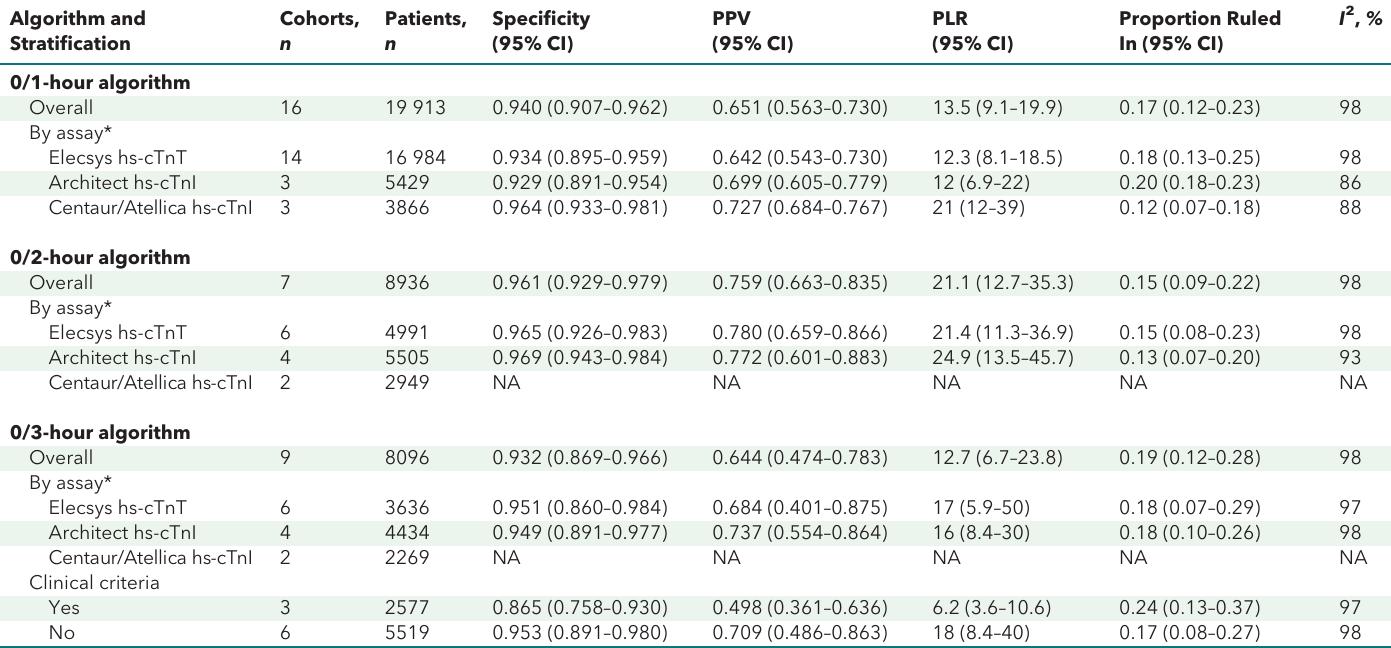 Algorithm and Stratification Cohorts, n Patients, n Specificity (95% CI) PPV (95% CI) PLR (95% CI) Proportion Ruled In (95% CI) I², %
0/1-hour algorithm
Overall 16 19 913 0.940 (0.907–0.962) 0.651 (0.563–0.730) 13.5 (9.1–19.9) 0.17 (0.12–0.23) 98
By assay*
Elecsys hs-cTnT 14 16 984 0.934 (0.895–0.959) 0.642 (0.543–0.730) 12.3 (8.1–18.5) 0.18 (0.13–0.25) 98
Architect hs-cTnI 3 5429 0.929 (0.891–0.954) 0.699 (0.605–0.779) 12 (6.9–22) 0.20 (0.18–0.23) 86
Centaur/Atellica hs-cTnI 3 3866 0.964 (0.933–0.981) 0.727 (0.684–0.767) 21 (12–39) 0.12 (0.07–0.18) 88
0/2-hour algorithm
Overall 7 8936 0.961 (0.929–0.979) 0.759 (0.663–0.835) 21.1 (12.7–35.3) 0.15 (0.09–0.22) 98
By assay*
Elecsys hs-cTnT 6 4991 0.965 (0.926–0.983) 0.780 (0.659–0.866) 21.4 (11.3–36.9) 0.15 (0.08–0.23) 98
Architect hs-cTnI 4 5505 0.969 (0.943–0.984) 0.772 (0.601–0.883) 24.9 (13.5–45.7) 0.13 (0.07–0.20) 93
Centaur/Atellica hs-cTnI 2 2949 NA NA NA NA NA
0/3-hour algorithm
Overall 9 8096 0.932 (0.869–0.966) 0.644 (0.474–0.783) 12.7 (6.7–23.8) 0.19 (0.12–0.28) 98
By assay*
Elecsys hs-cTnT 6 3636 0.951 (0.860–0.984) 0.684 (0.401–0.875) 17 (5.9–50) 0.18 (0.07–0.29) 97
Architect hs-cTnI 4 4434 0.949 (0.891–0.977) 0.737 (0.554–0.864) 16 (8.4–30) 0.18 (0.10–0.26) 98
Centaur/Atellica hs-cTnI 2 2269 NA NA NA NA NA
Clinical criteria
Yes 3 2577 0.865 (0.758–0.930) 0.498 (0.361–0.636) 6.2 (3.6–10.6) 0.24 (0.13–0.37) 97
No 6 5519 0.953 (0.891–0.980) 0.709 (0.486–0.863) 18 (8.4–40) 0.17 (0.08–0.27) 98